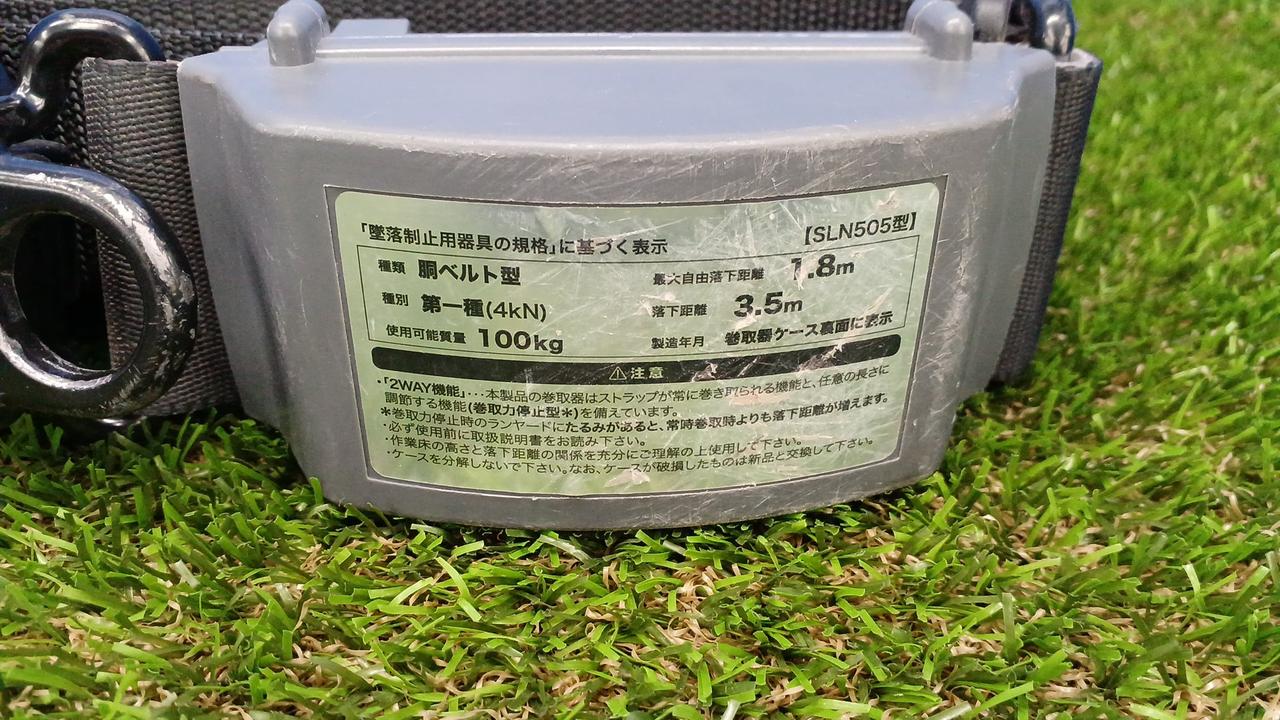 「墜落制止用器具の規格」に基づく表示 【SLN505型】
種類 胴ベルト型 最大自由落下距離 1.8m
種別 第一種(4kN) 落下距離 3.5m
使用可能質量 100kg 製造年月 巻取器ケース裏面に表示
⚠注意
・「2WAY機能」…本製品の巻取器はストラップが常に巻き取られる機能と、任意の長さに
調節する機能(巻取力停止型＊)を備えています。
＊巻取力停止時のランヤードにたるみがあると、常時巻取時よりも落下距離が増えます。
・必ず使用前に取扱説明書をお読み下さい。
・作業床の高さと落下距離の関係を充分にご理解の上使用して下さい。
・ケースを分解しないで下さい。なお、ケースが破損したものは新品と交換して下さい。